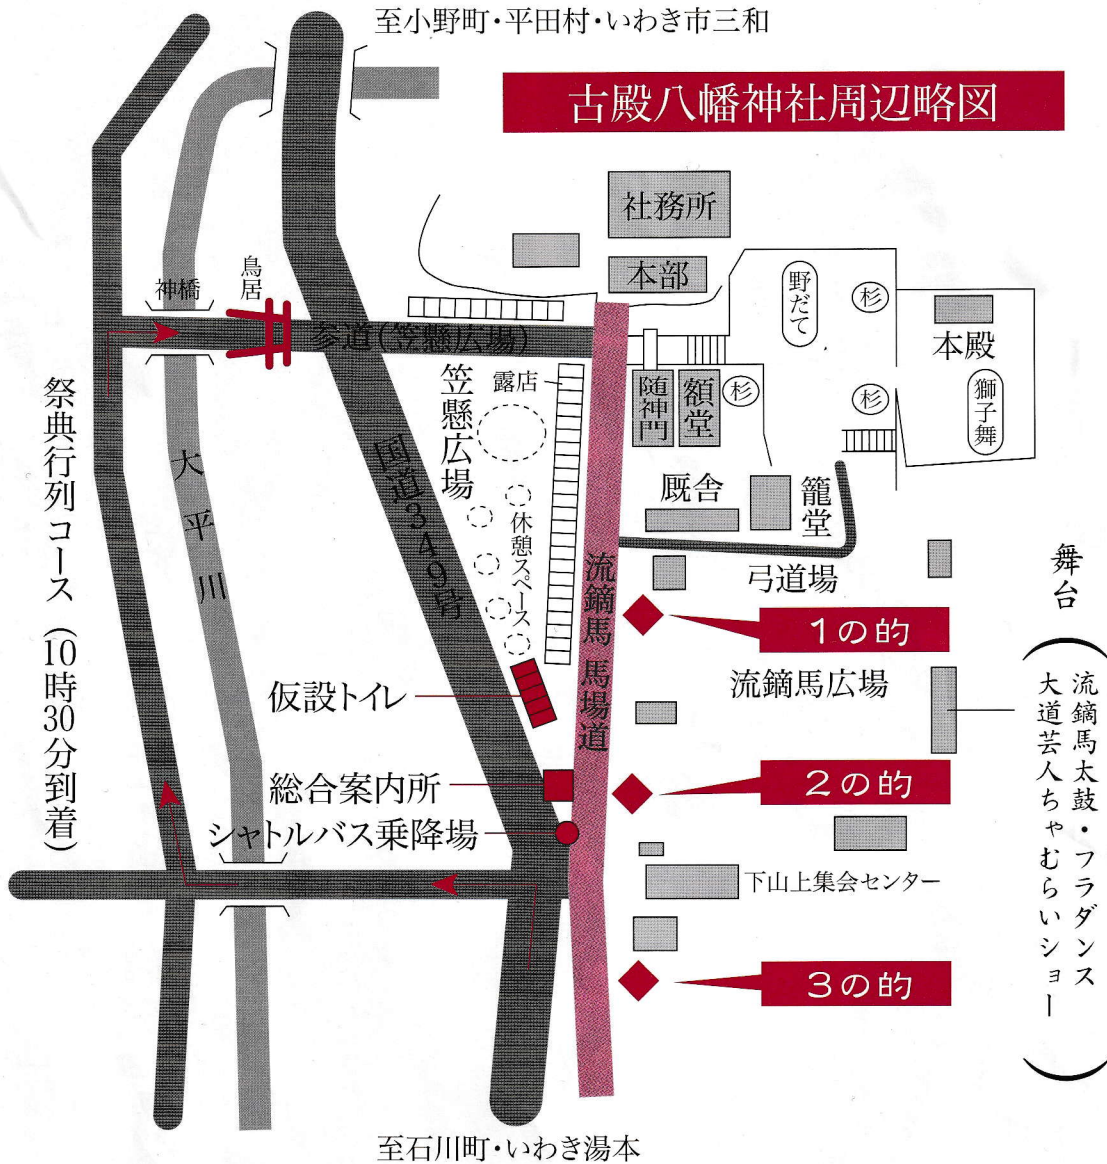 至小野町・平田村・いわき市三和
古殿八幡神社周辺略図
社務所
本部
鳥居
神橋
参道(笠懸広場)
野だて
杉
本殿
獅子舞
杉
杉
随神門
額堂
露店
笠懸広場
休憩スペース
国道349号
大平川
祭典行列コース（10時30分到着）
厩舎
籠堂
弓道場
流鏑馬 馬場道
1の的
流鏑馬広場
舞台
（流鏑馬太鼓・フラダンス
大道芸人ちゃむらいショー）
仮設トイレ
総合案内所
2の的
シャトルバス乗降場
下山上集会センター
3の的
至石川町・いわき湯本